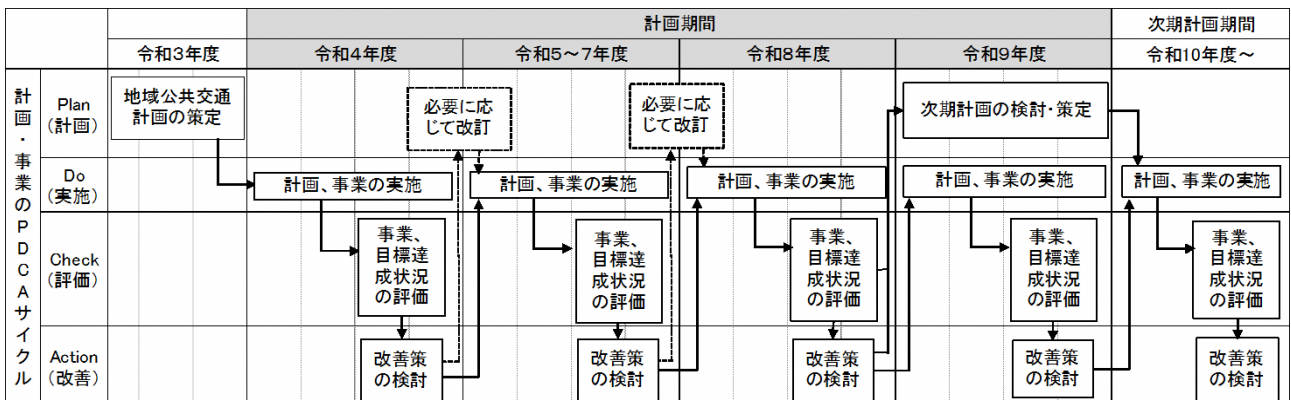 計画期間
次期計画期間
令和3年度
令和4年度
令和5～7年度
令和8年度
令和9年度
令和10年度～
計画・事業のPDCAサイクル
Plan
（計画）
地域公共交通
計画の策定
必要に応
じて改訂
必要に応
じて改訂
次期計画の検討・策定
Do
（実施）
計画、事業の実施
計画、事業の実施
計画、事業の実施
計画、事業の実施
計画、事業の実施
Check
（評価）
事業、
目標達
成状況
の評価
事業、
目標達
成状況
の評価
事業、
目標達
成状況
の評価
事業、
目標達
成状況
の評価
事業、
目標達
成状況
の評価
Action
（改善）
改善策
の検討
改善策
の検討
改善策
の検討
改善策
の検討
改善策
の検討